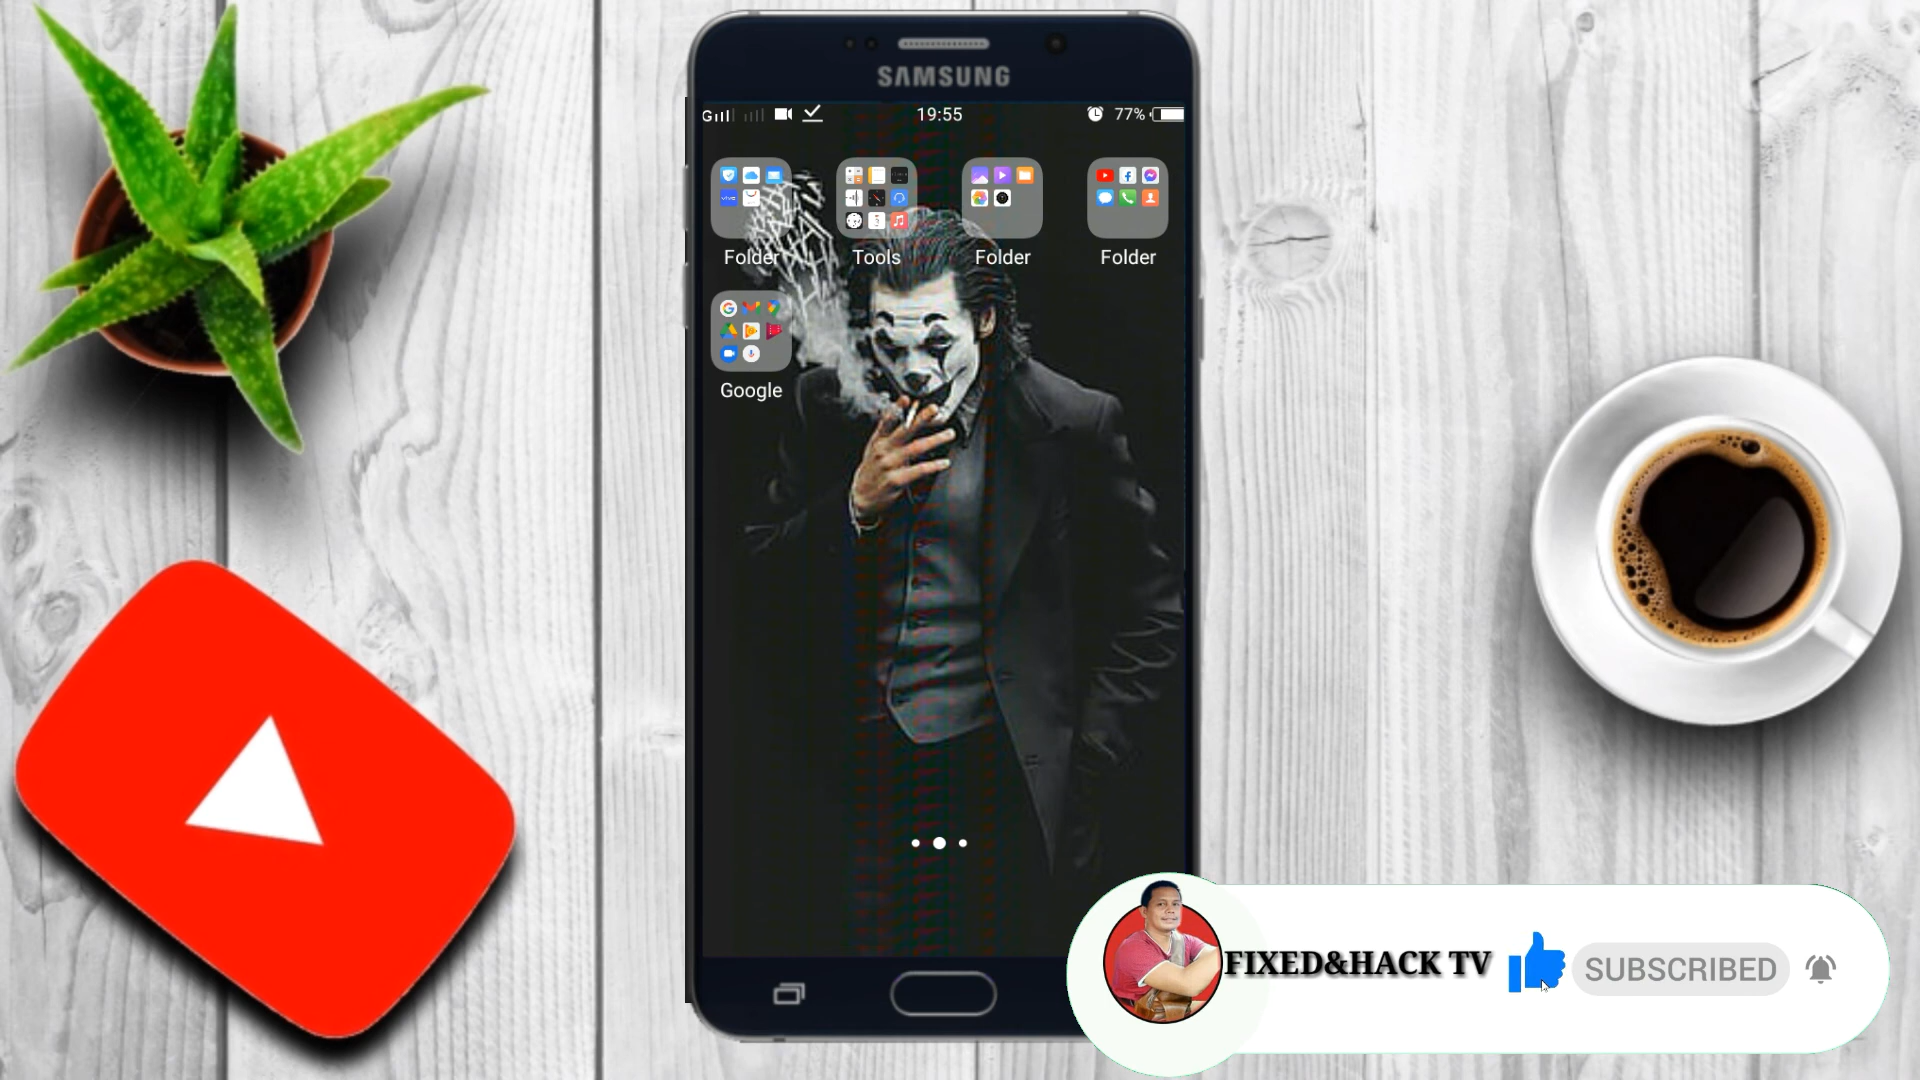 SAMSUNG
G 19:55 77%
Folder Tools Folder Folder
Google
FIXED&HACK TV SUBSCRIBED